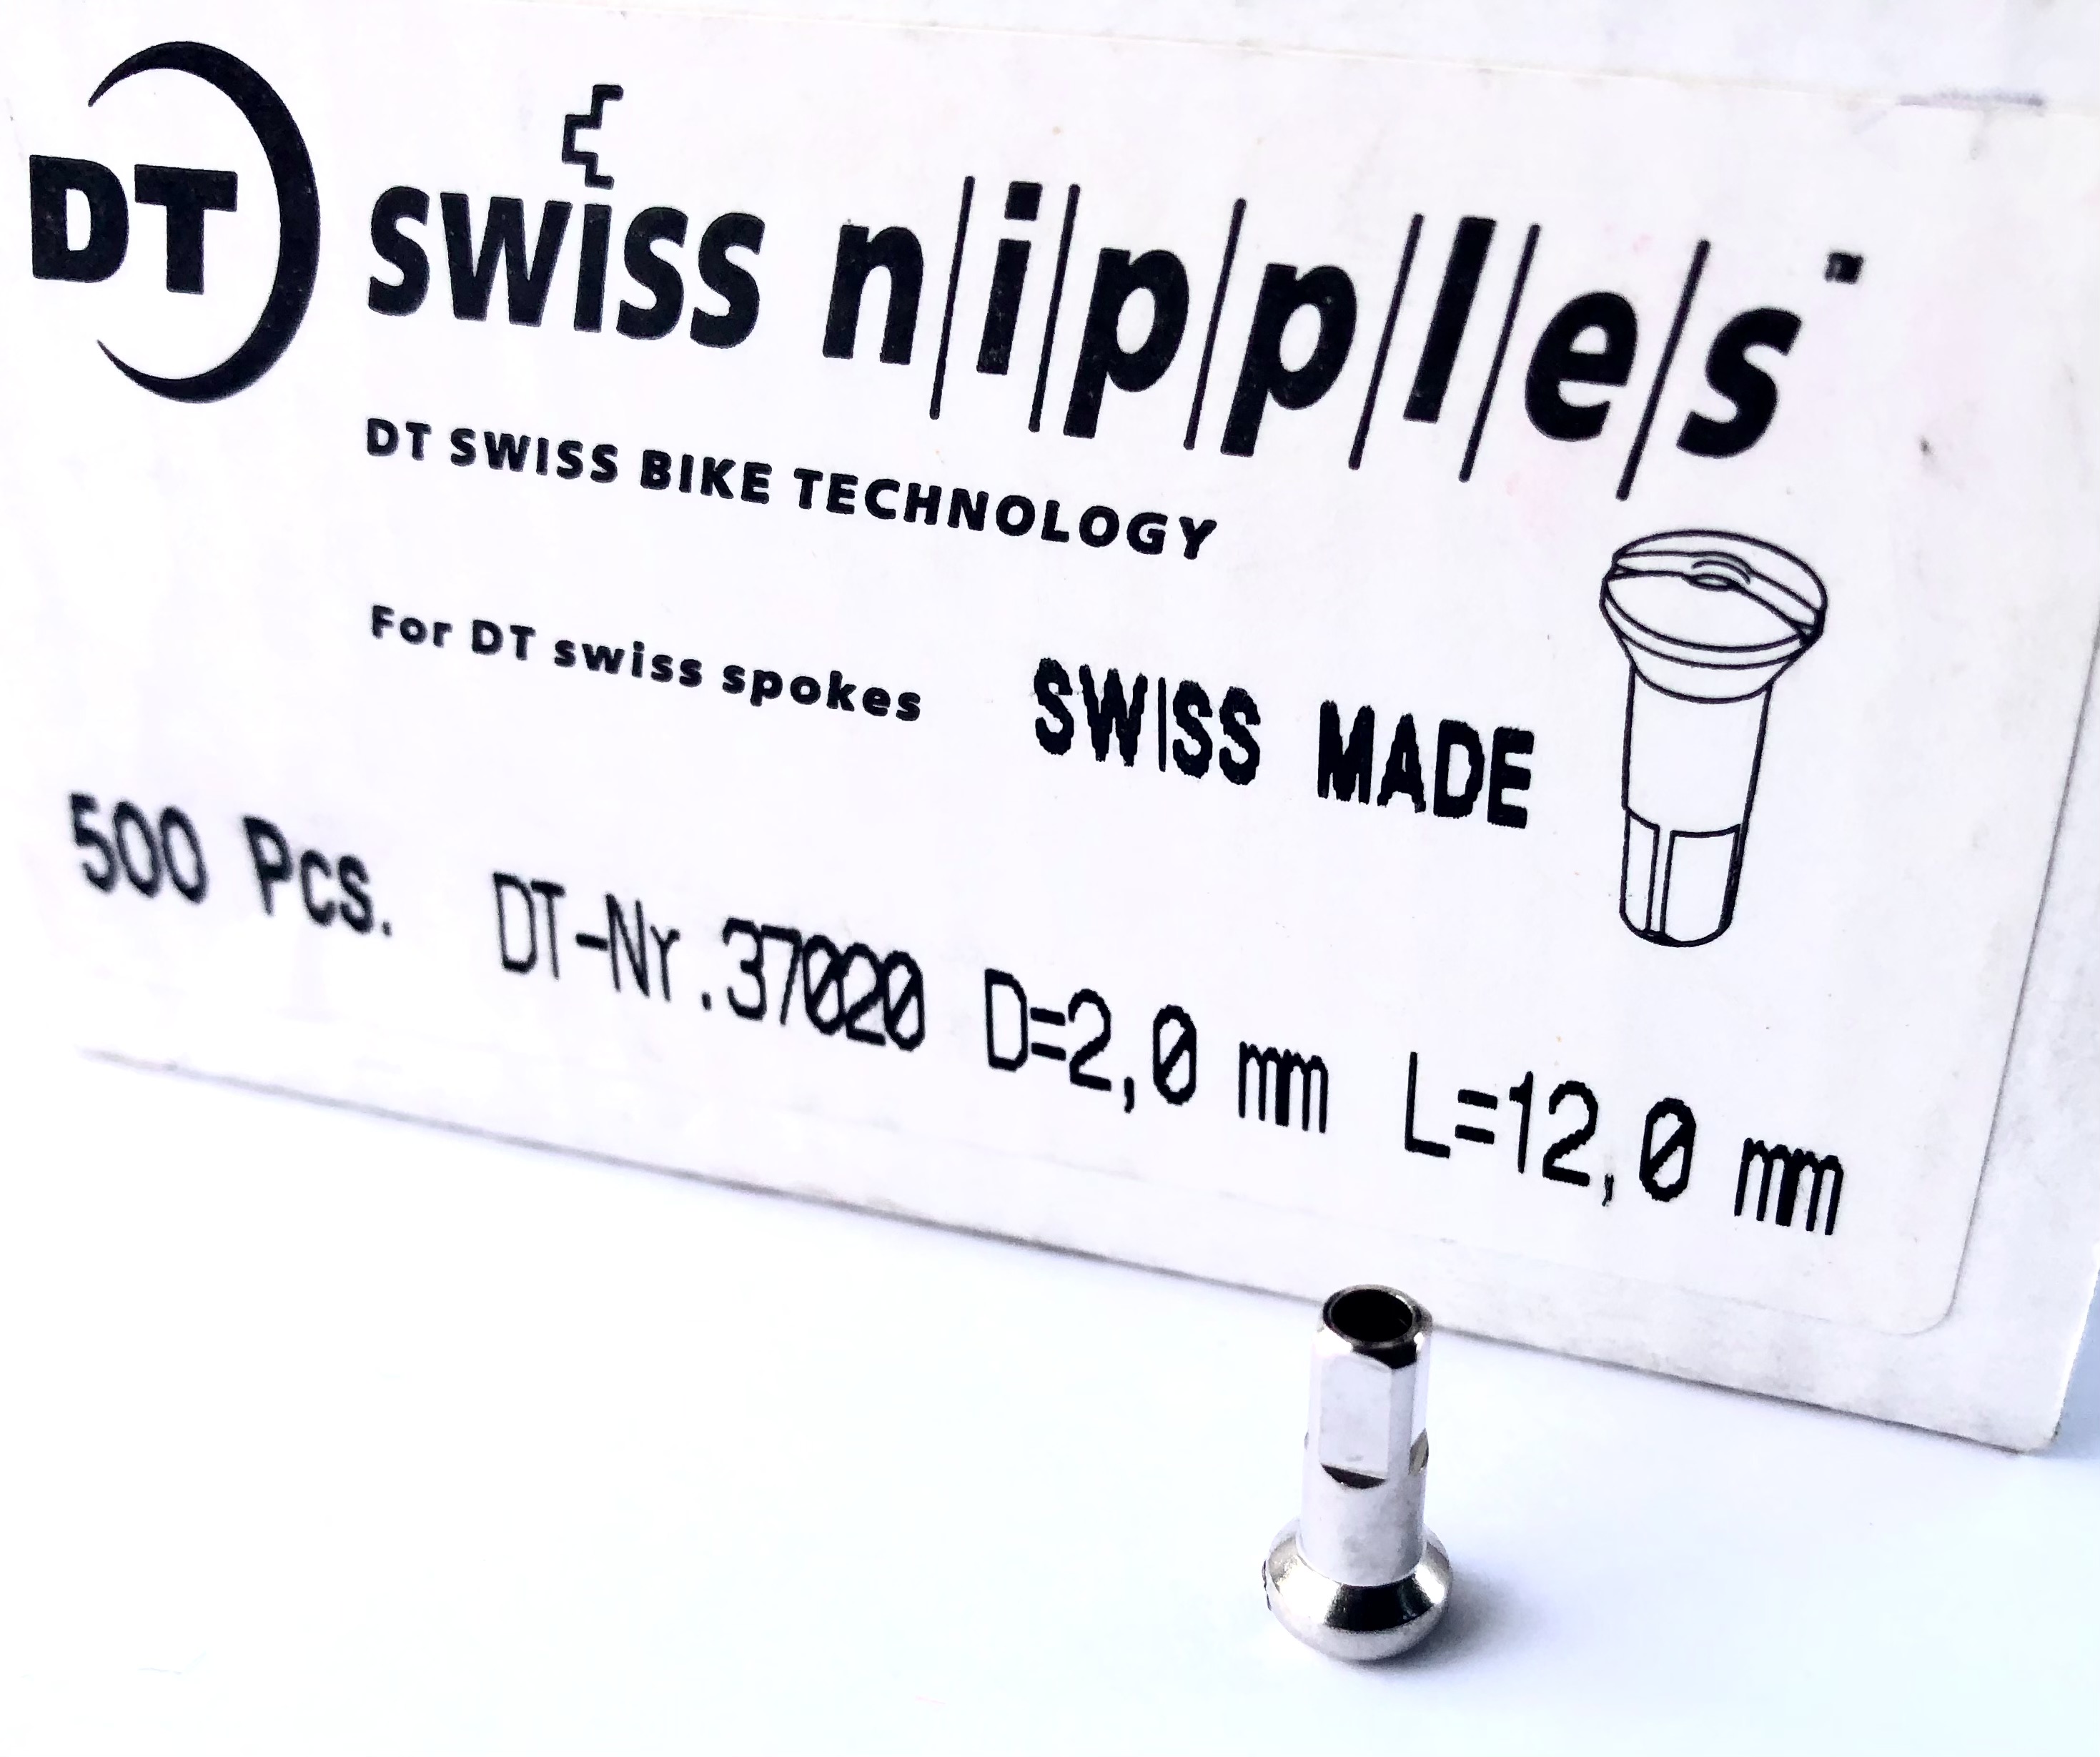 DT swiss n|i|p|p|l|e|s ™
DT SWISS BIKE TECHNOLOGY
For DT swiss spokes SWISS MADE
500 Pcs. DT-Nr.37020 D=2,0 mm L=12,0 mm